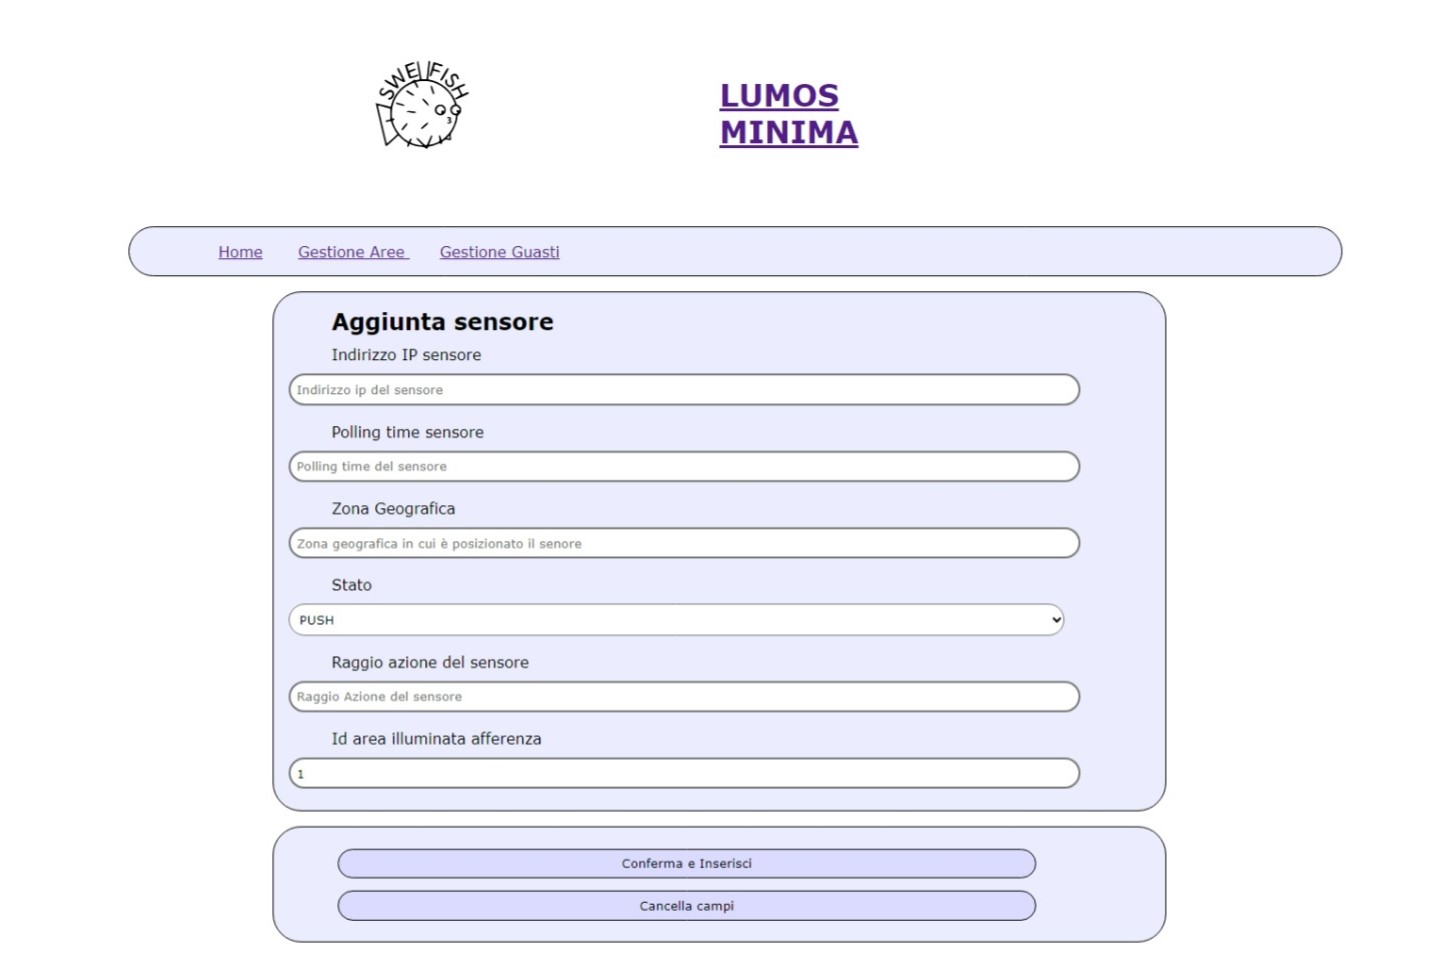 SWELLFISH
LUMOS
MINIMA
Home Gestione Aree Gestione Guasti
Aggiunta sensore
Indirizzo IP sensore
Indirizzo ip del sensore
Polling time sensore
Polling time del sensore
Zona Geografica
Zona geografica in cui è posizionato il senore
Stato
PUSH
Raggio azione del sensore
Raggio Azione del sensore
Id area illuminata afferenza
1
Conferma e Inserisci
Cancella campi